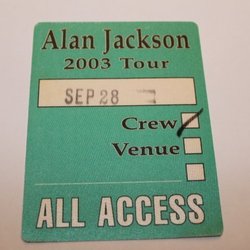 Alan Jackson
2003 Tour
SEP 28
Crew
Venue
ALL ACCESS